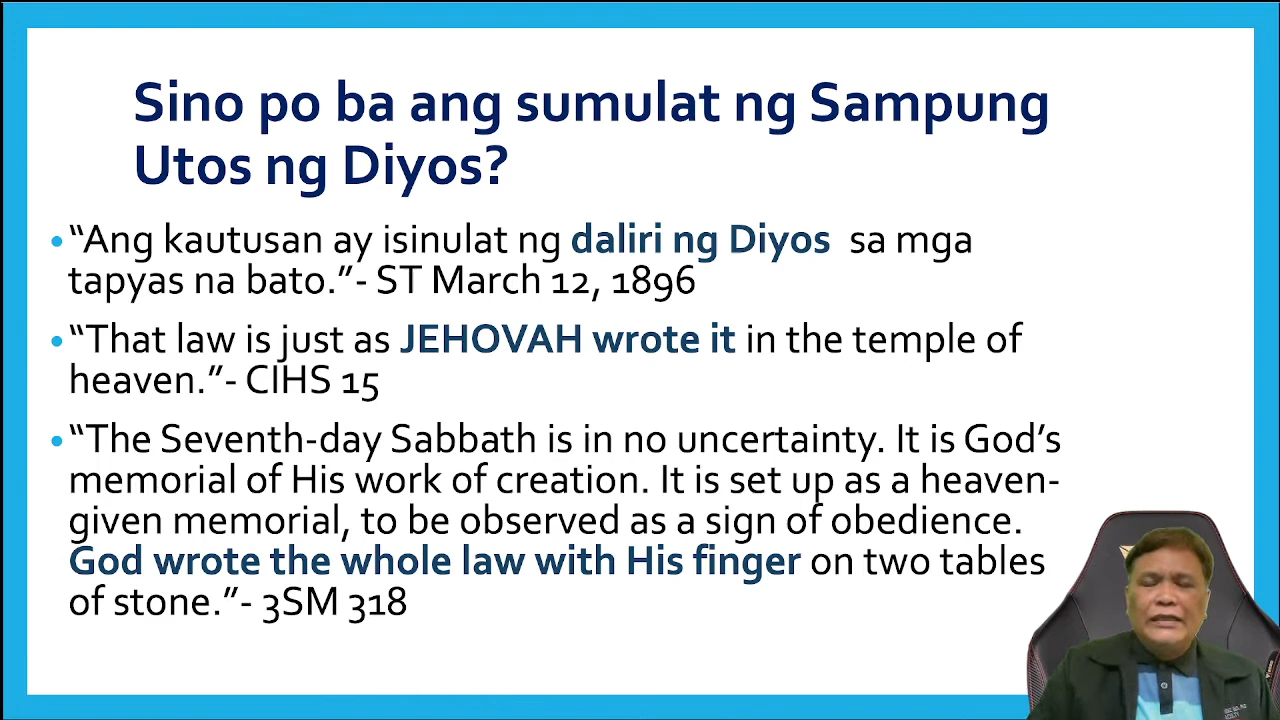 Sino po ba ang sumulat ng Sampung
Utos ng Diyos?
• “Ang kautusan ay isinulat ng daliri ng Diyos sa mga
tapyas na bato.”- ST March 12, 1896
• “That law is just as JEHOVAH wrote it in the temple of
heaven.”- CIHS 15
• “The Seventh-day Sabbath is in no uncertainty. It is God’s
memorial of His work of creation. It is set up as a heaven-
given memorial, to be observed as a sign of obedience.
God wrote the whole law with His finger on two tables
of stone.”- 3SM 318